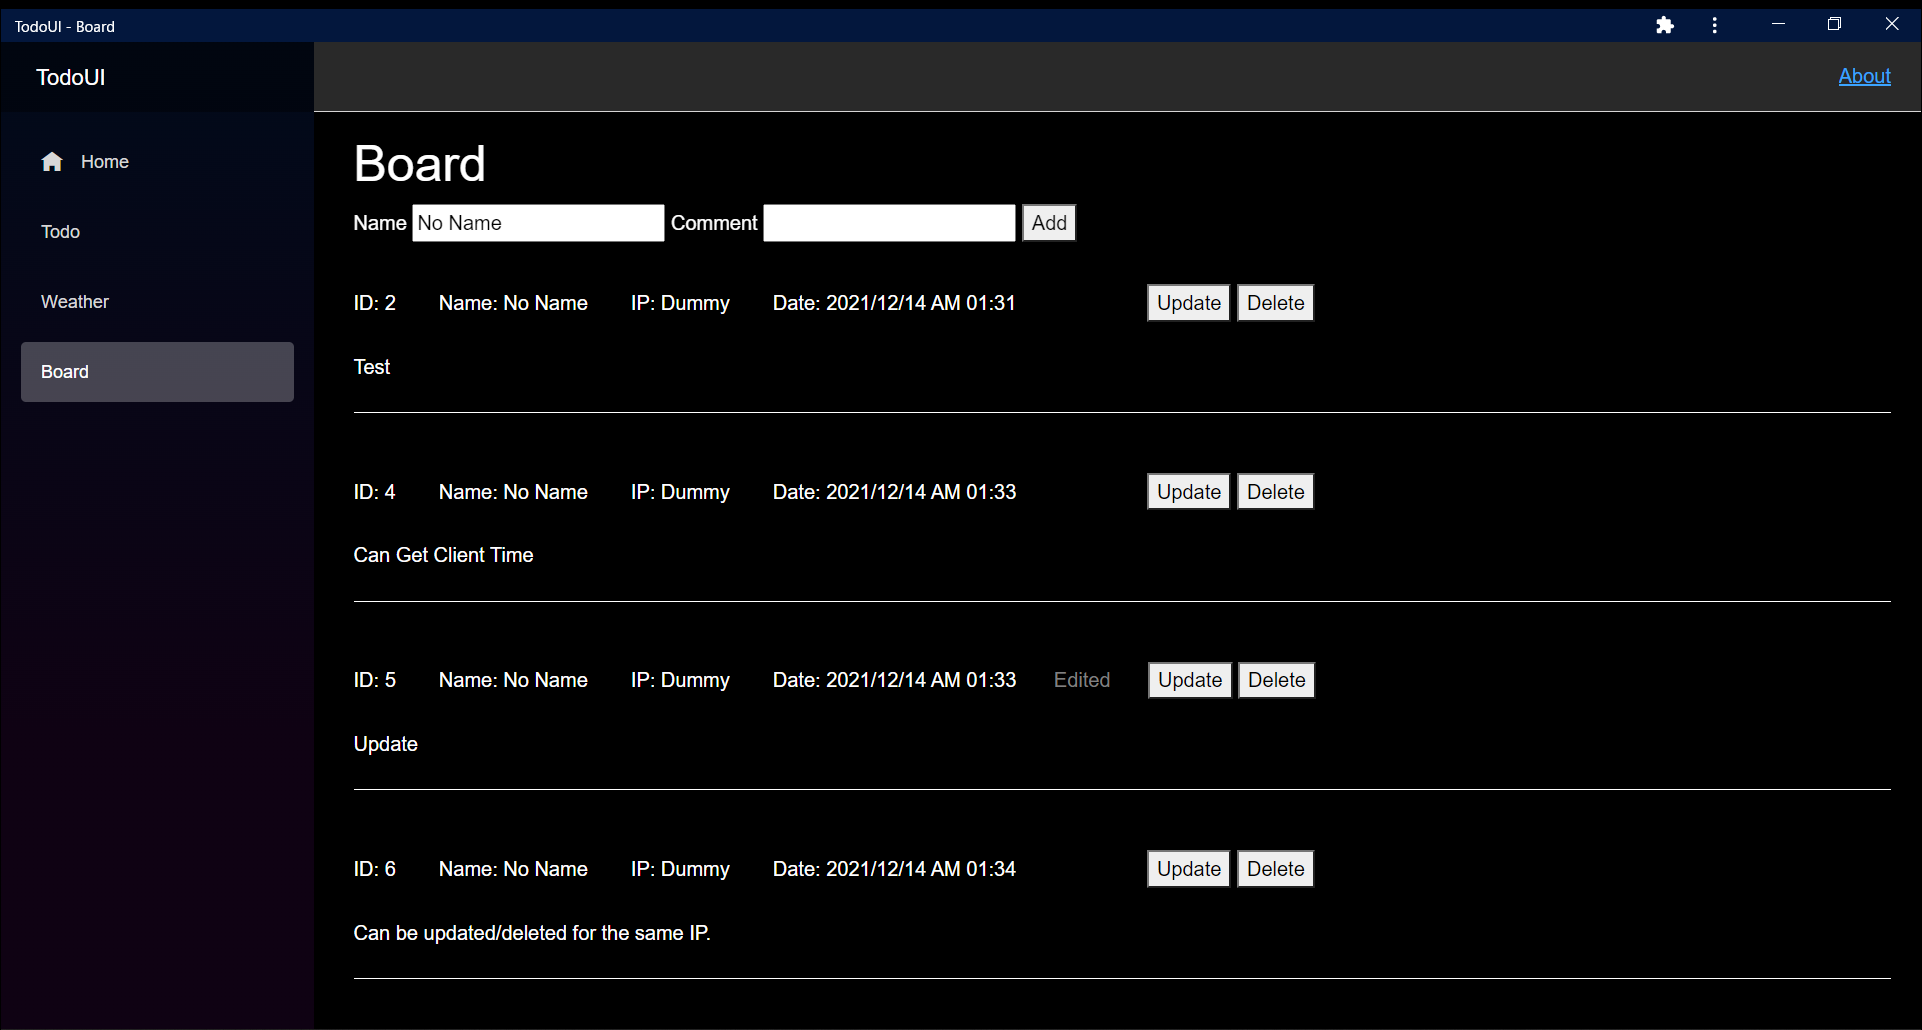 TodoUI - Board
TodoUI
About
Home
Todo
Weather
Board
Board
Name No Name Comment Add
ID: 2 Name: No Name IP: Dummy Date: 2021/12/14 AM 01:31 Update Delete
Test
ID: 4 Name: No Name IP: Dummy Date: 2021/12/14 AM 01:33 Update Delete
Can Get Client Time
ID: 5 Name: No Name IP: Dummy Date: 2021/12/14 AM 01:33 Edited Update Delete
Update
ID: 6 Name: No Name IP: Dummy Date: 2021/12/14 AM 01:34 Update Delete
Can be updated/deleted for the same IP.